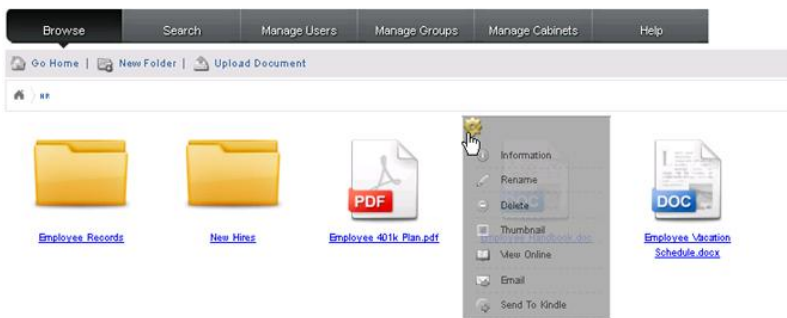 Browse Search Manage Users Manage Groups Manage Cabinets Help
Go Home | New Folder | Upload Document
HR
Information
Rename
PDF DOC Delete DOC
Thumbnail
Employee Records New Hires Employee 401k Plan.pdf Employee Handbook.doc Employee Vacation
Schedule.docx
View Online
Email
Send To Kindle